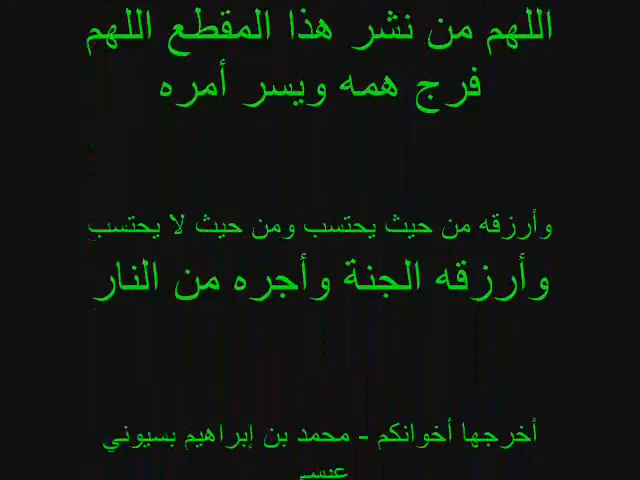 اللهم من نشر هذا المقطع اللهم
فرج همه ويسر أمره
وأرزقه من حيث يحتسب ومن حيث لا يحتسب
وأرزقه الجنة وأجره من النار
أخرجها أخوانكم - محمد بن إبراهيم بسيوني